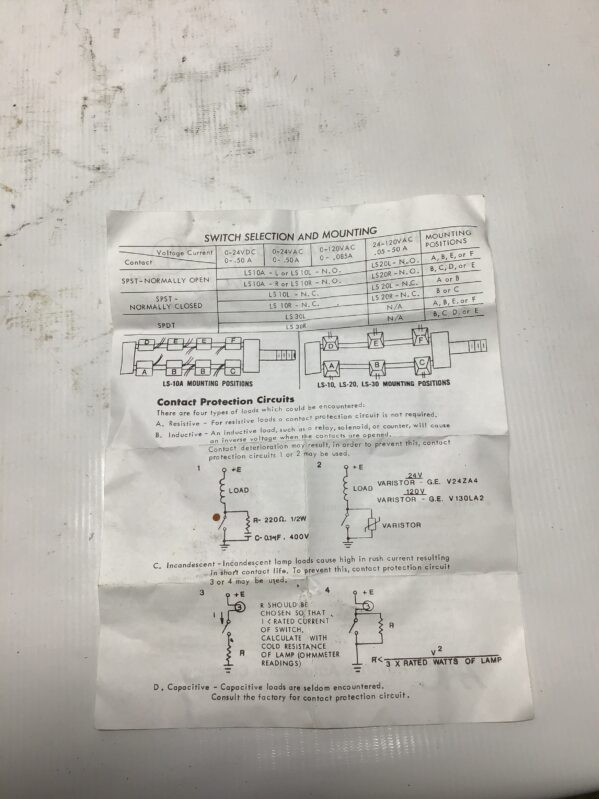 SWITCH SELECTION AND MOUNTING
Voltage Current
Contact
0-24VDC
0-.50A
0-24VAC
0-.50A
0-120VAC
0-.085A
24-120VAC
.05-.50A
MOUNTING
POSITIONS
SPST-NORMALLY OPEN
LS10A - L or LS 10L - N.O.
LS20L - N.O.
A, B, E, or F
LS10A - R or LS 10R - N.O.
LS20R - N.O.
B, C, D, or E
SPST -
NORMALLY CLOSED
LS 10L - N.C.
LS 20L - N.C.
A or B
LS 10R - N.C.
LS 20R - N.C.
B or C
SPDT
LS 30L
N/A
A, B, E, or F
LS 30R
N/A
B, C, D, or E
D E E F
A B B C
LS-10A MOUNTING POSITIONS
D E F
A B C
LS-10, LS-20, LS-30 MOUNTING POSITIONS
Contact Protection Circuits
There are four types of loads which could be encountered:
A. Resistive - For resistive loads a contact protection circuit is not required.
B. Inductive - An inductive load, such as a relay, solenoid, or counter, will cause
an inverse voltage when the contacts are opened.
Contact deterioration may result, in order to prevent this, contact
protection circuits 1 or 2 may be used.
1
+E
LOAD
R- 220Ω 1/2W
C- 0.1MF. 400V
2
+E
LOAD
24V
VARISTOR - G.E. V24ZA4
120V
VARISTOR - G.E. V130LA2
VARISTOR
C. Incandescent - Incandescent lamp loads cause high in rush current resulting
in short contact life. To prevent this, contact protection circuit
3 or 4 may be used.
3
+E
I
R
R SHOULD BE
CHOSEN SO THAT
I < RATED CURRENT
OF SWITCH,
CALCULATE WITH
COLD RESISTANCE
OF LAMP (OHMMETER
READINGS)
4
+E
R
R< V2
3 X RATED WATTS OF LAMP
D. Capacitive - Capacitive loads are seldom encountered.
Consult the factory for contact protection circuit.